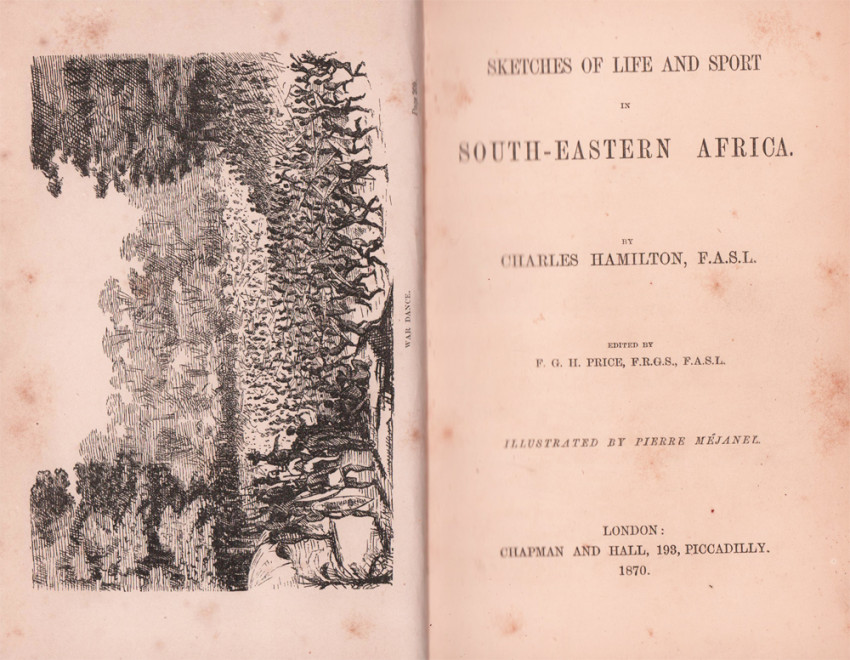 WAR DANCE.
SKETCHES OF LIFE AND SPORT
IN
SOUTH-EASTERN AFRICA.
BY
CHARLES HAMILTON, F.A.S.L.
EDITED BY
F. G. H. PRICE, F.R.G.S., F.A.S.L.
ILLUSTRATED BY PIERRE MÉJANEL.
LONDON:
CHAPMAN AND HALL, 193, PICCADILLY.
1870.